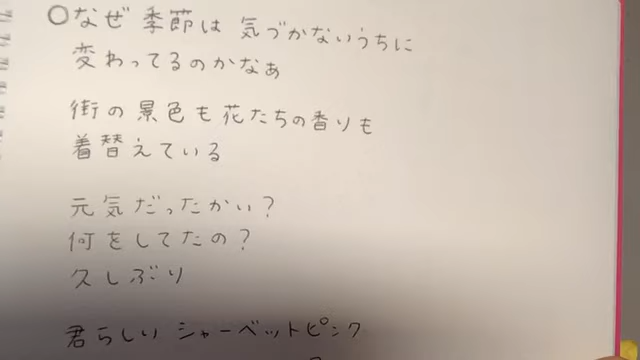 ○なぜ季節は 気づかないうちに
変わってるのかなぁ
街の景色も花たちの香りも
着替えている
元気だったかい?
何をしてたの?
久しぶり
君らしい シャーベットピンク